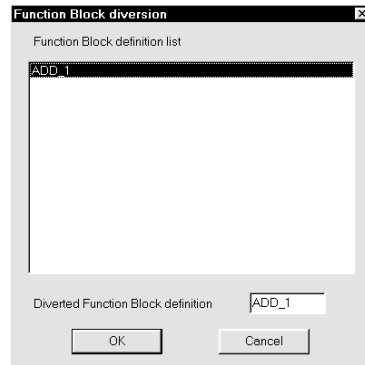 Function Block diversion
Function Block definition list
ADD_1
Diverted Function Block definition ADD_1
OK Cancel